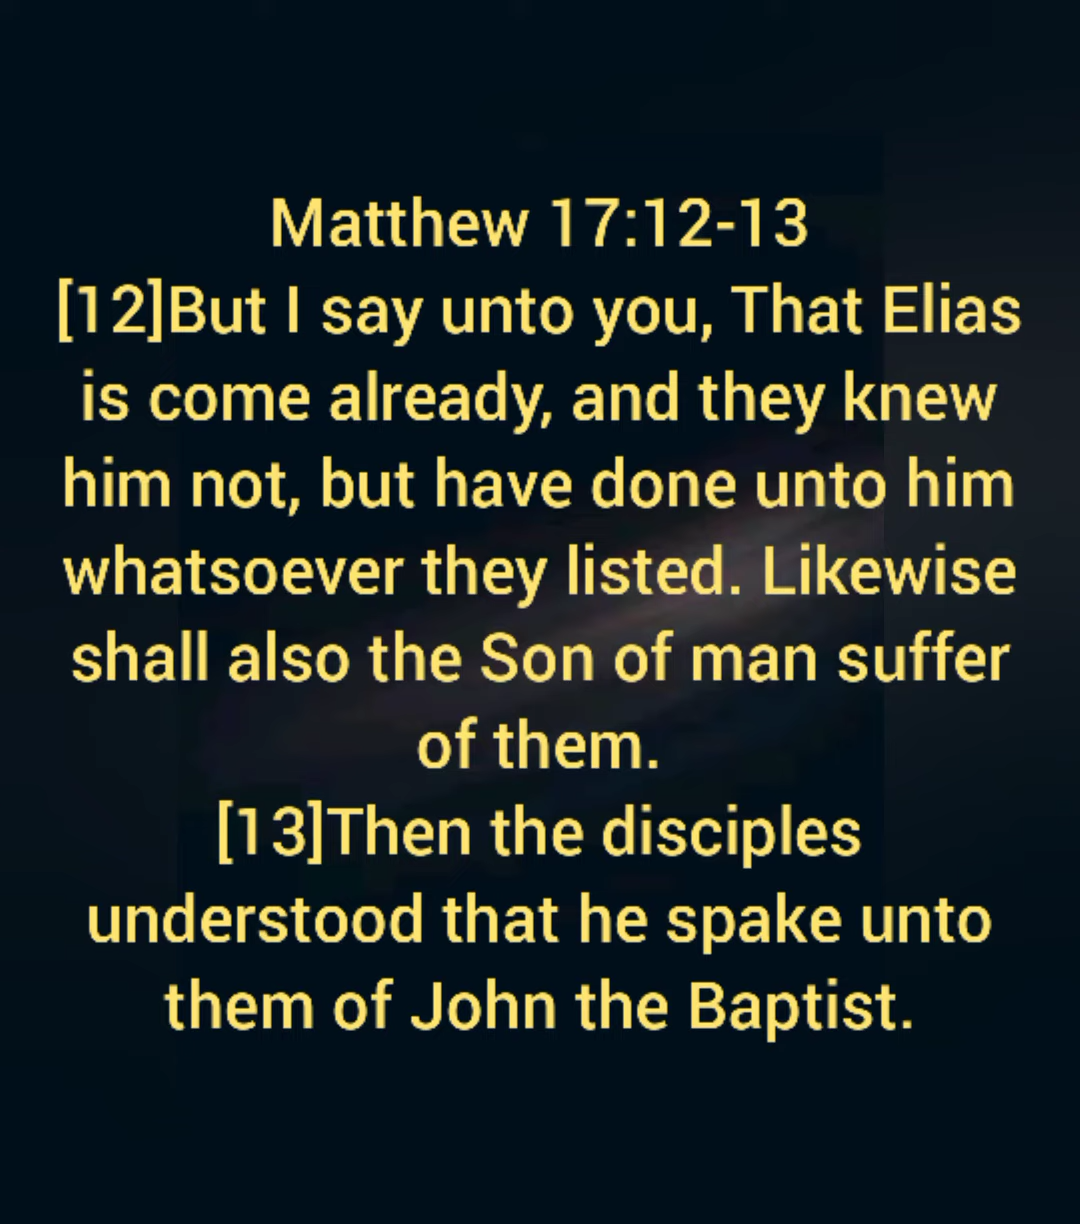 Matthew 17:12-13
[12]But I say unto you, That Elias
is come already, and they knew
him not, but have done unto him
whatsoever they listed. Likewise
shall also the Son of man suffer
of them.
[13]Then the disciples
understood that he spake unto
them of John the Baptist.